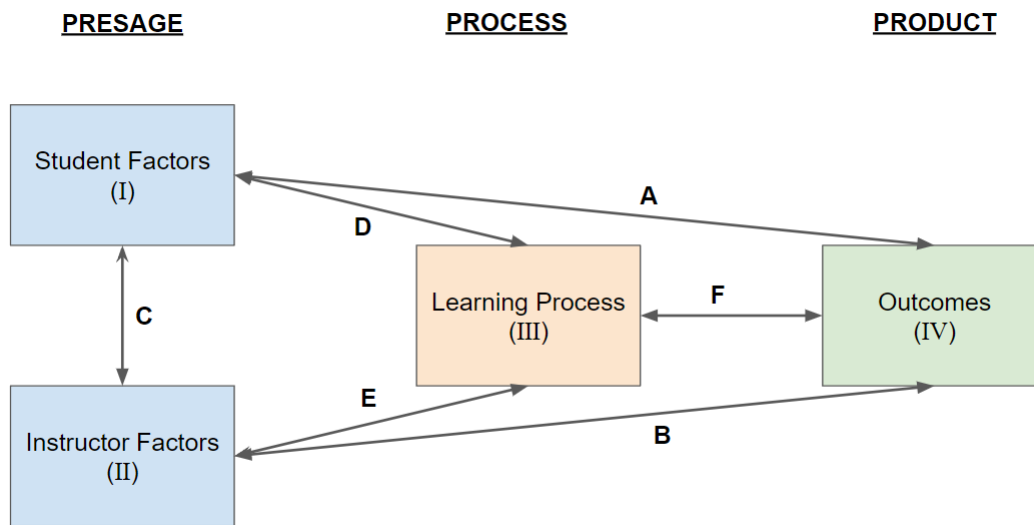 PRESAGE
PROCESS
PRODUCT
Student Factors
(I)
A
D
Learning Process
(III)
F
Outcomes
(IV)
C
E
B
Instructor Factors
(II)